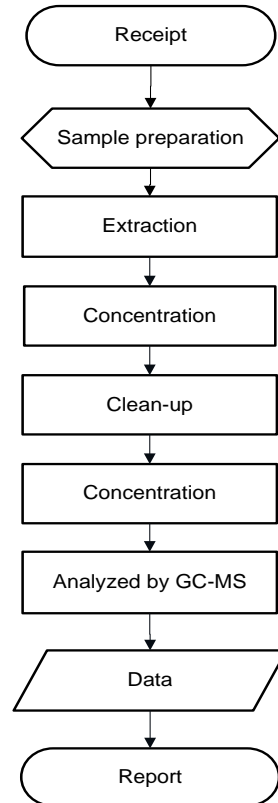 Receipt
Sample preparation
Extraction
Concentration
Clean-up
Concentration
Analyzed by GC-MS
Data
Report